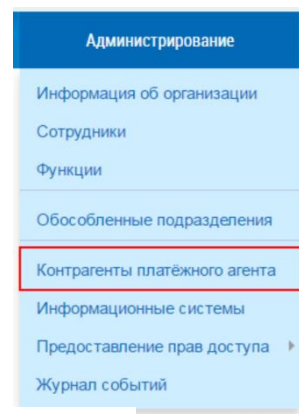 Администрирование
Информация об организации
Сотрудники
Функции
Обособленные подразделения
Контрагенты платёжного агента
Информационные системы
Предоставление прав доступа
Журнал событий